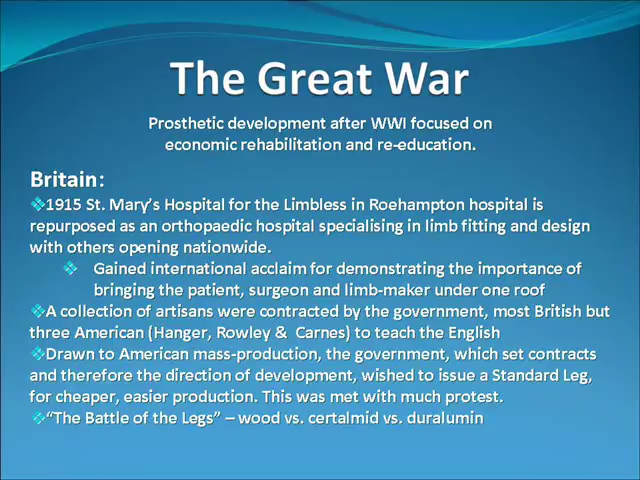 The Great War
Prosthetic development after WWI focused on
economic rehabilitation and re-education.
Britain:
1915 St. Mary's Hospital for the Limbless in Roehampton hospital is
repurposed as an orthopaedic hospital specialising in limb fitting and design
with others opening nationwide.
Gained international acclaim for demonstrating the importance of
bringing the patient, surgeon and limb-maker under one roof
A collection of artisans were contracted by the government, most British but
three American (Hanger, Rowley & Carnes) to teach the English
Drawn to American mass-production, the government, which set contracts
and therefore the direction of development, wished to issue a Standard Leg,
for cheaper, easier production. This was met with much protest.
“The Battle of the Legs” – wood vs. certalmid vs. duralumin